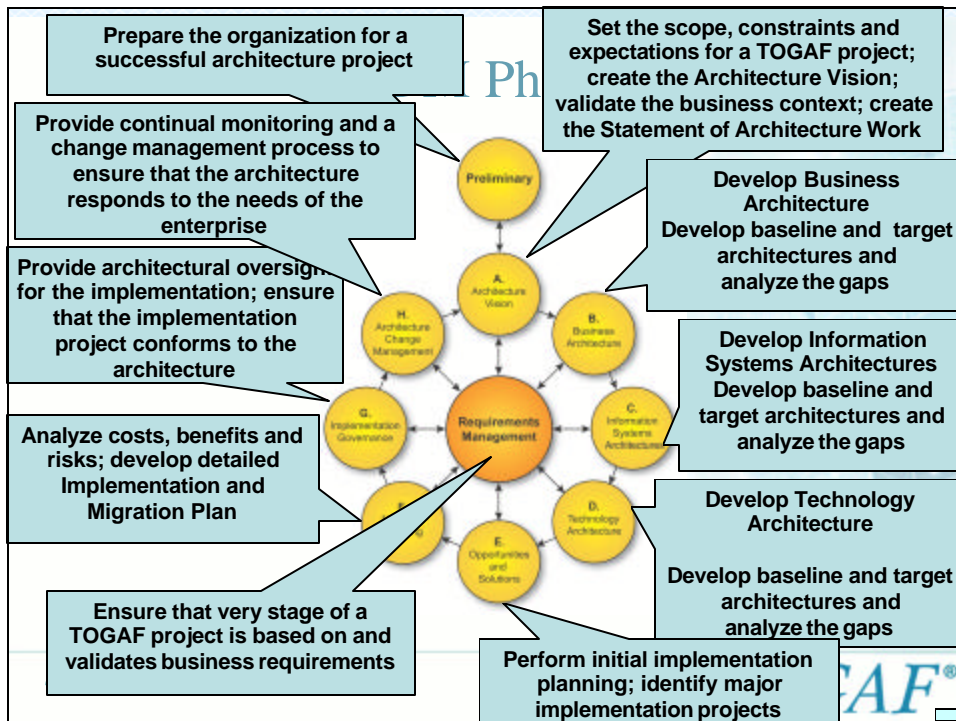 Prepare the organization for a
successful architecture project
Set the scope, constraints and
expectations for a TOGAF project;
create the Architecture Vision;
validate the business context; create
the Statement of Architecture Work
Provide continual monitoring and a
change management process to
ensure that the architecture
responds to the needs of the
enterprise
Preliminary
Develop Business
Architecture
Develop baseline and target
architectures and
analyze the gaps
Provide architectural oversigh
for the implementation; ensure
that the implementation
project conforms to the
architecture
A.
Architecture
Vision
H.
Architecture
Change
Management
B.
Business
Architecture
Develop Information
Systems Architectures
Develop baseline and
target architectures and
analyze the gaps
G.
Implementation
Governance
Requirements
Management
C.
Information
Systems
Architectures
Analyze costs, benefits and
risks; develop detailed
Implementation and
Migration Plan
D.
Technology
Architecture
E.
Opportunities
and
Solutions
Develop Technology
Architecture
Develop baseline and target
architectures and
analyze the gaps
Ensure that very stage of a
TOGAF project is based on and
validates business requirements
Perform initial implementation
planning; identify major
implementation projects
GAF®